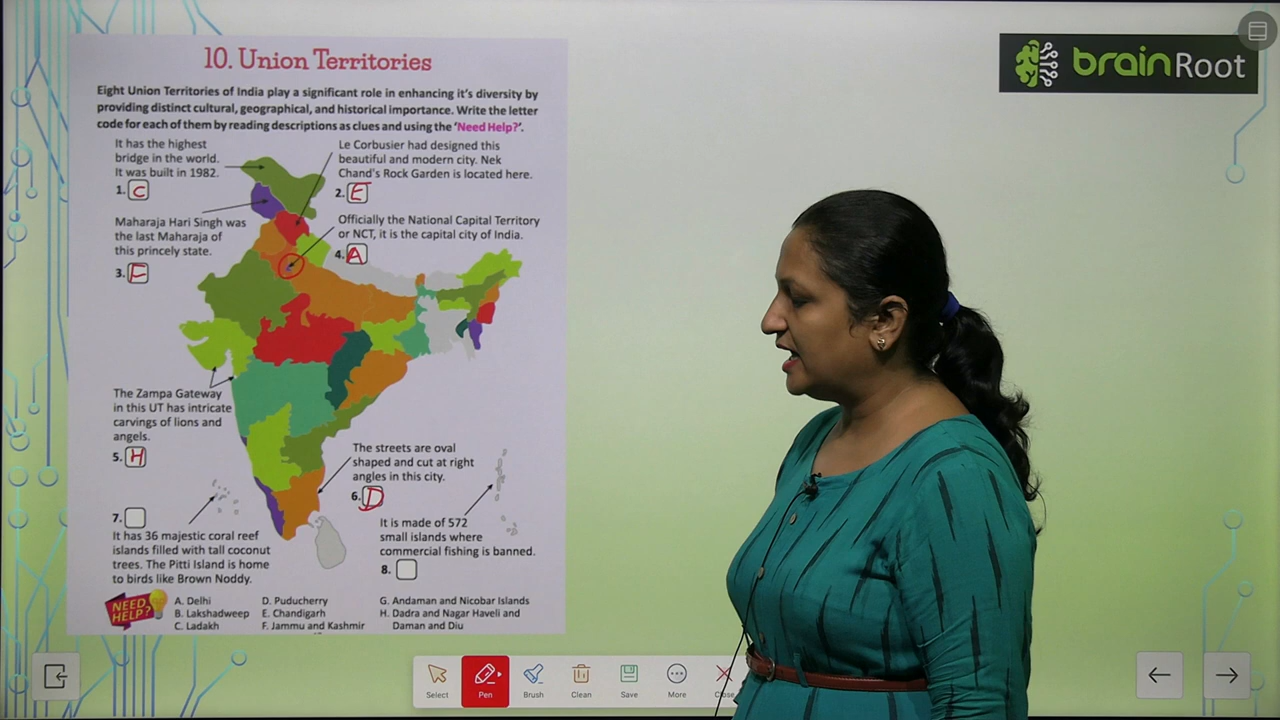 10. Union Territories
Eight Union Territories of India play a significant role in enhancing it's diversity by
providing distinct cultural, geographical, and historical importance. Write the letter
code for each of them by reading descriptions as clues and using the 'Need Help?'.
It has the highest
bridge in the world.
It was built in 1982.
1. C
Le Corbusier had designed this
beautiful and modern city. Nek
Chand's Rock Garden is located here.
2. E
Maharaja Hari Singh was
the last Maharaja of
this princely state.
3. F
Officially the National Capital Territory
or NCT, it is the capital city of India.
4. A
The Zampa Gateway
in this UT has intricate
carvings of lions and
angels.
5. H
The streets are oval
shaped and cut at right
angles in this city.
6. D
7.
It has 36 majestic coral reef
islands filled with tall coconut
trees. The Pitti Island is home
to birds like Brown Noddy.
It is made of 572
small islands where
commercial fishing is banned.
8.
NEED
HELP?
A. Delhi
B. Lakshadweep
C. Ladakh
D. Puducherry
E. Chandigarh
F. Jammu and Kashmir
G. Andaman and Nicobar Islands
H. Dadra and Nagar Haveli and
Daman and Diu
brainRoot
Select
Pen
Brush
Clean
Save
More
Close